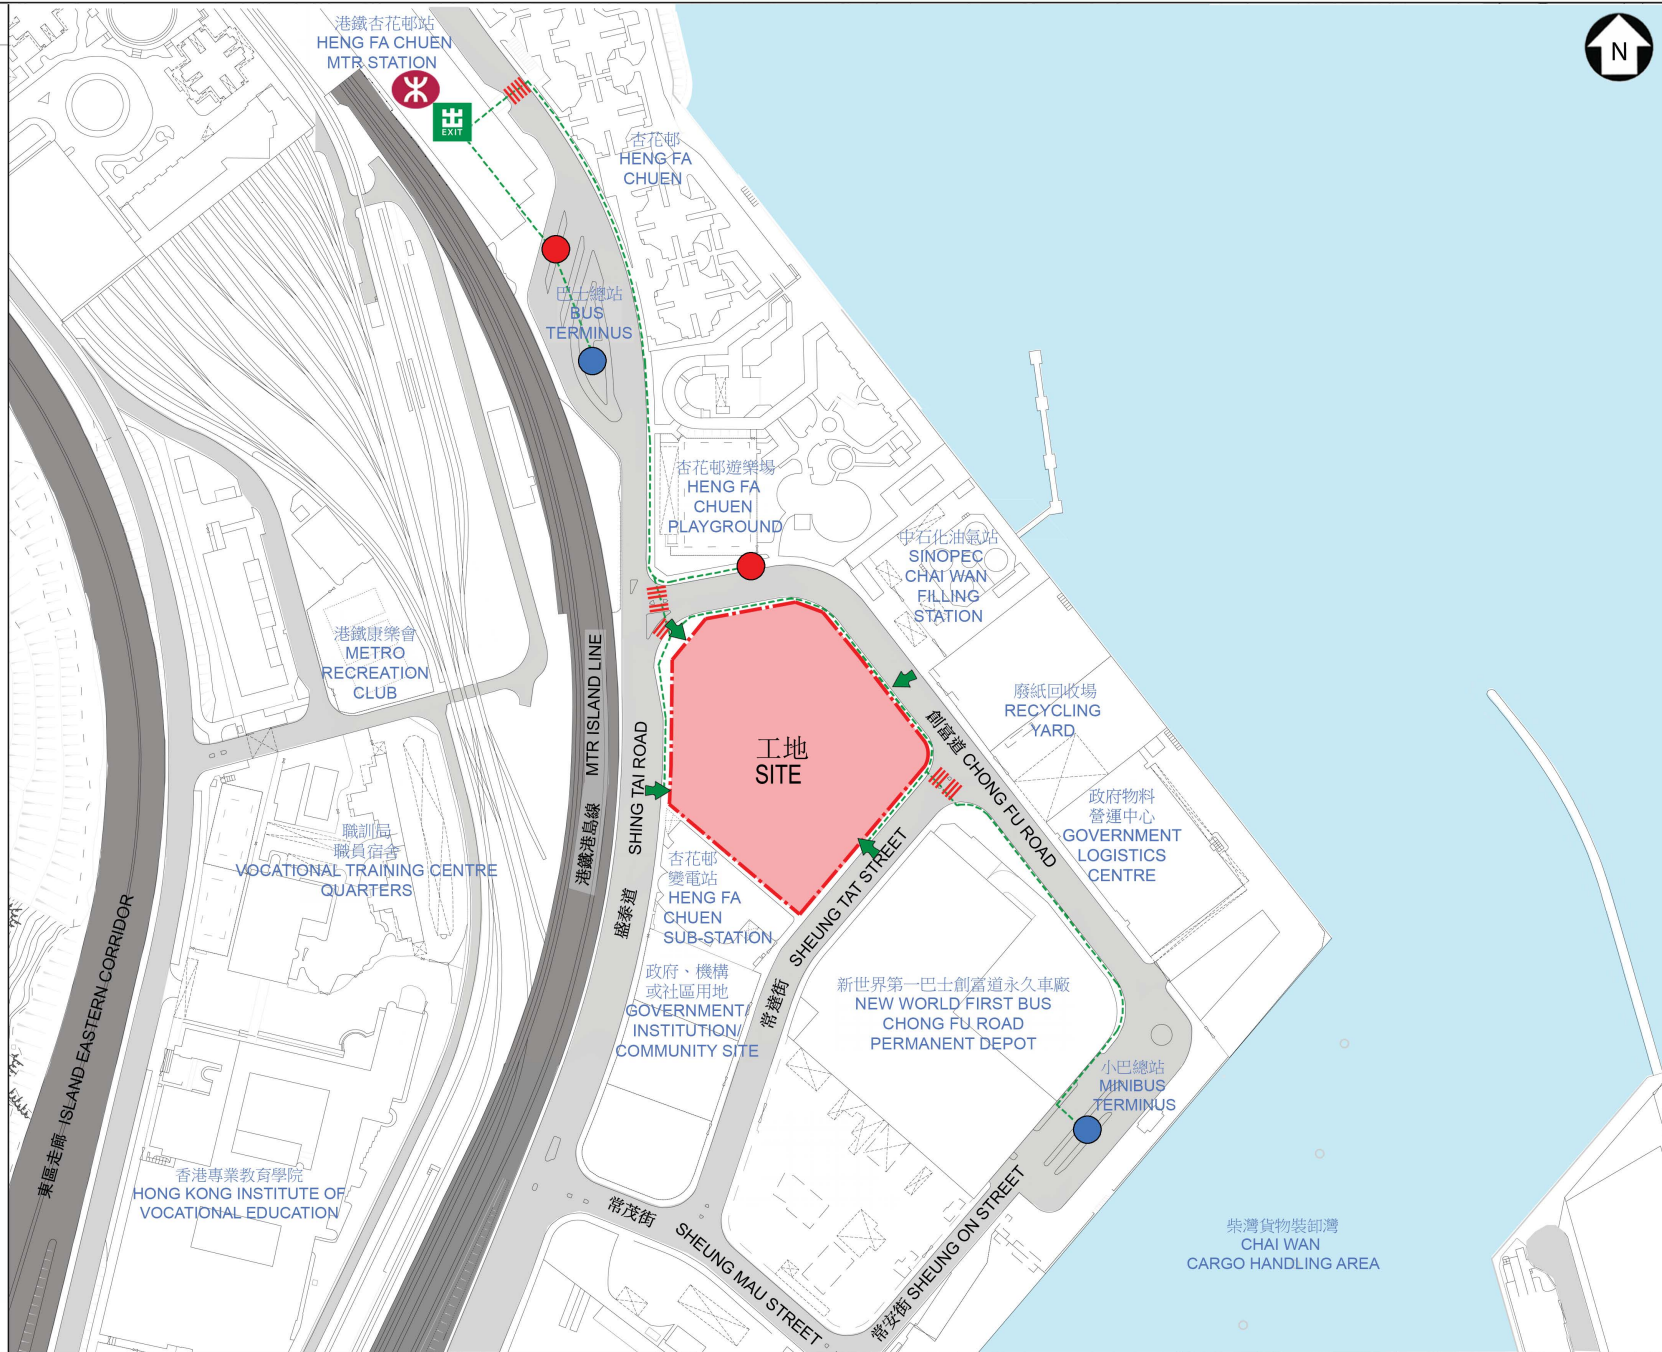 港鐵杏花邨站
HENG FA CHUEN
MTR STATION
出
EXIT
N
杏花邨
HENG FA
CHUEN
巴士總站
BUS
TERMINUS
杏花邨遊樂場
HENG FA
CHUEN
PLAYGROUND
中石化油氣站
SINOPEC
CHAI WAN
FILLING
STATION
港鐵康樂會
METRO
RECREATION
CLUB
港鐵港島線 MTR ISLAND LINE
盛泰道 SHING TAI ROAD
工地
SITE
創富道 CHONG FU ROAD
廢紙回收場
RECYCLING
YARD
政府物料
營運中心
GOVERNMENT
LOGISTICS
CENTRE
職訓局
職員宿舍
VOCATIONAL TRAINING CENTRE
QUARTERS
杏花邨
變電站
HENG FA
CHUEN
SUB-STATION
常達街 SHEUNG TAT STREET
東區走廊 ISLAND EASTERN CORRIDOR
政府、機構
或社區用地
GOVERNMENT/
INSTITUTION/
COMMUNITY SITE
新世界第一巴士創富道永久車廠
NEW WORLD FIRST BUS
CHONG FU ROAD
PERMANENT DEPOT
小巴總站
MINIBUS
TERMINUS
香港專業教育學院
HONG KONG INSTITUTE OF
VOCATIONAL EDUCATION
常茂街 SHEUNG MAU STREET
常安街 SHEUNG ON STREET
柴灣貨物裝卸灣
CHAI WAN
CARGO HANDLING AREA